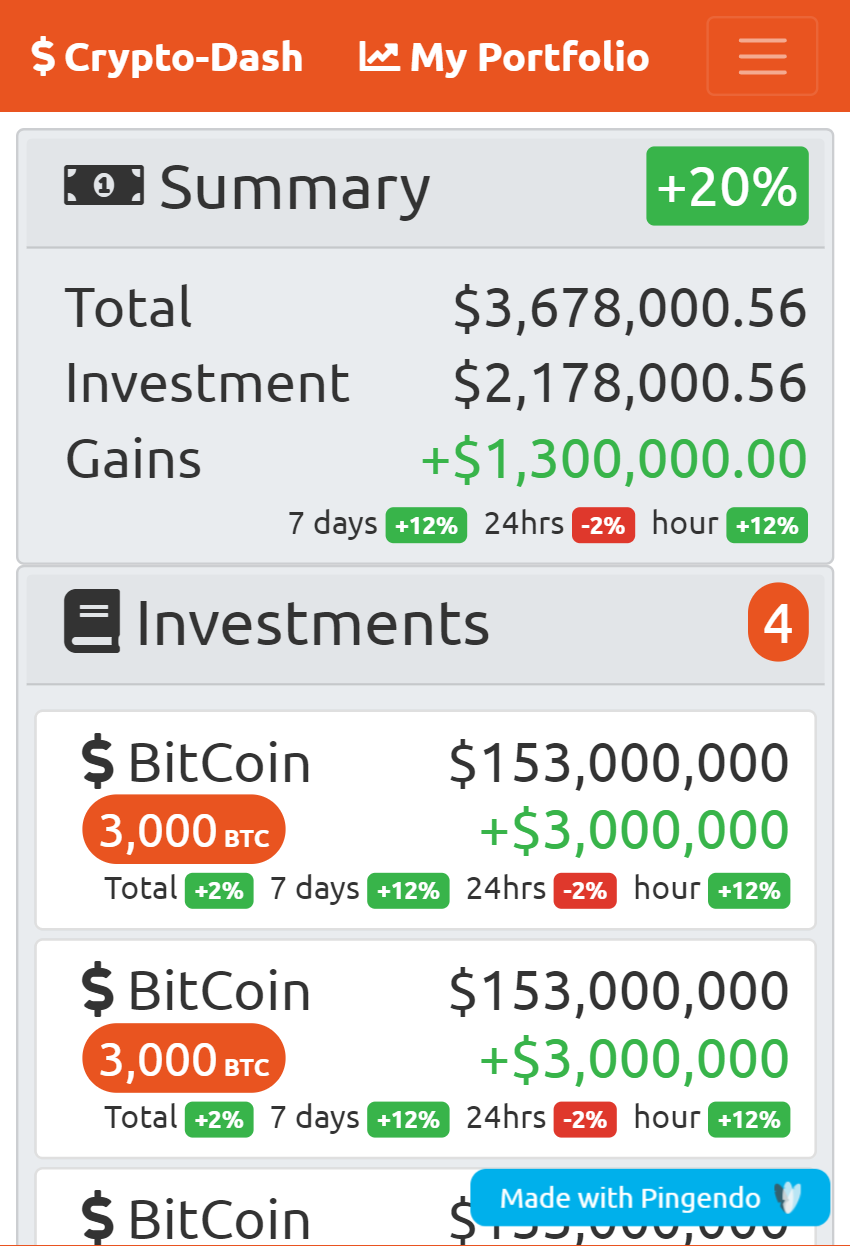 $ Crypto-Dash My Portfolio
Summary +20%
Total $3,678,000.56
Investment $2,178,000.56
Gains +$1,300,000.00
7 days +12% 24hrs -2% hour +12%
Investments 4
$ BitCoin $153,000,000
3,000 BTC +$3,000,000
Total +2% 7 days +12% 24hrs -2% hour +12%
$ BitCoin $153,000,000
3,000 BTC +$3,000,000
Total +2% 7 days +12% 24hrs -2% hour +12%
Made with Pingendo
$ BitCoin $153,000,000